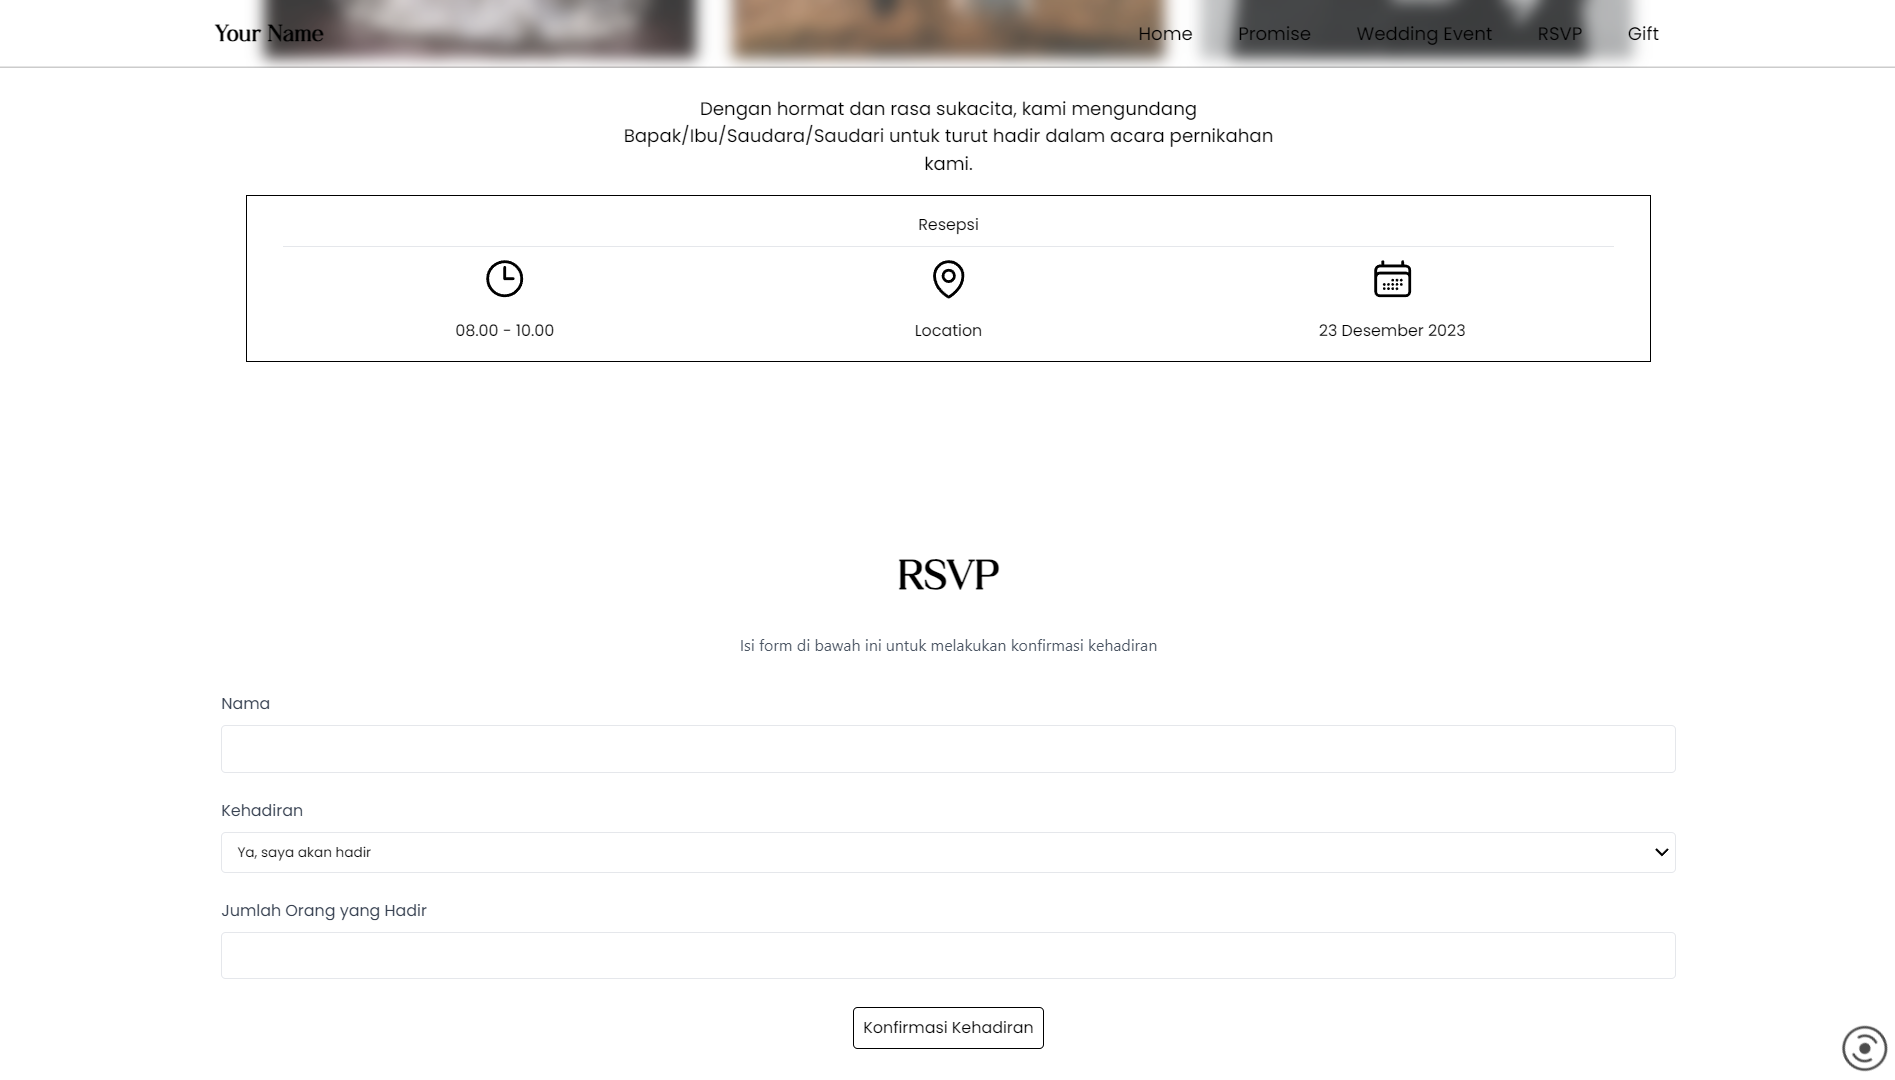 Your Name
Home Promise Wedding Event RSVP Gift
Dengan hormat dan rasa sukacita, kami mengundang
Bapak/Ibu/Saudara/Saudari untuk turut hadir dalam acara pernikahan
kami.
Resepsi
08.00 - 10.00
Location
23 Desember 2023
RSVP
Isi form di bawah ini untuk melakukan konfirmasi kehadiran
Nama
Kehadiran
Ya, saya akan hadir
Jumlah Orang yang Hadir
Konfirmasi Kehadiran